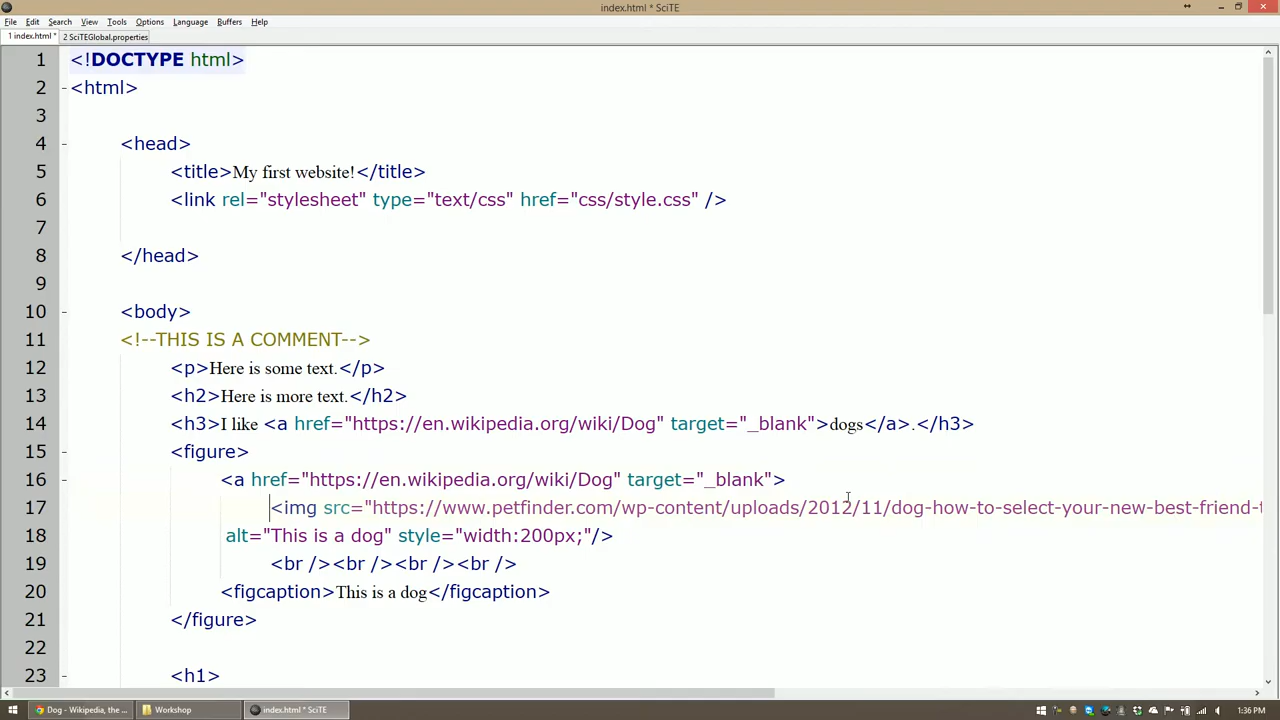 index.html * SciTE
File Edit Search View Tools Options Language Buffers Help
1 index.html * 2 SciTEGlobal.properties
1 <!DOCTYPE html>
2 <html>
3
4 <head>
5 <title>My first website!</title>
6 <link rel="stylesheet" type="text/css" href="css/style.css" />
7
8 </head>
9
10 <body>
11 <!--THIS IS A COMMENT-->
12 <p>Here is some text.</p>
13 <h2>Here is more text.</h2>
14 <h3>I like <a href="https://en.wikipedia.org/wiki/Dog" target="_blank">dogs</a>.</h3>
15 <figure>
16 <a href="https://en.wikipedia.org/wiki/Dog" target="_blank">
17 <img src="https://www.petfinder.com/wp-content/uploads/2012/11/dog-how-to-select-your-new-best-friend-
18 alt="This is a dog" style="width:200px;"/>
19 <br /><br /><br /><br />
20 <figcaption>This is a dog</figcaption>
21 </figure>
22
23 <h1>
Dog - Wikipedia, the ... Workshop index.html * SciTE 1:36 PM